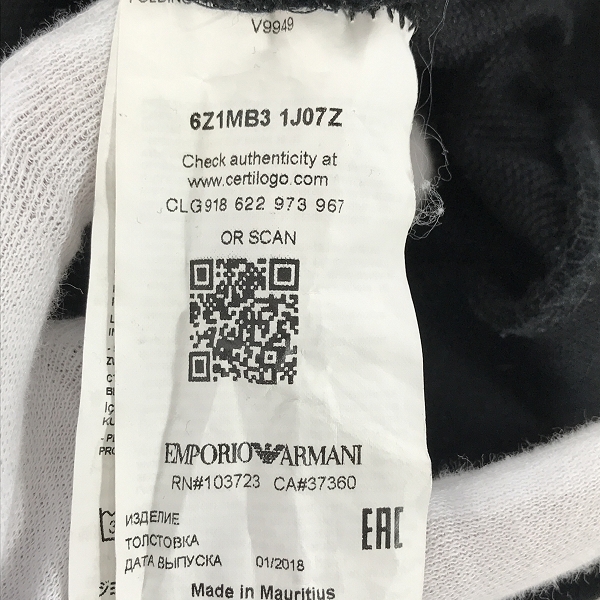 FOLDING
V9949
6Z1MB3 1J07Z
Check authenticity at
www.certilogo.com
CLG918 622 973 967
OR SCAN
EMPORIO ARMANI
RN#103723 CA#37360
EAC
ИЗДЕЛИЕ
ТОЛСТОВКА
ДАТА ВЫПУСКА 01/2018
Made in Mauritius